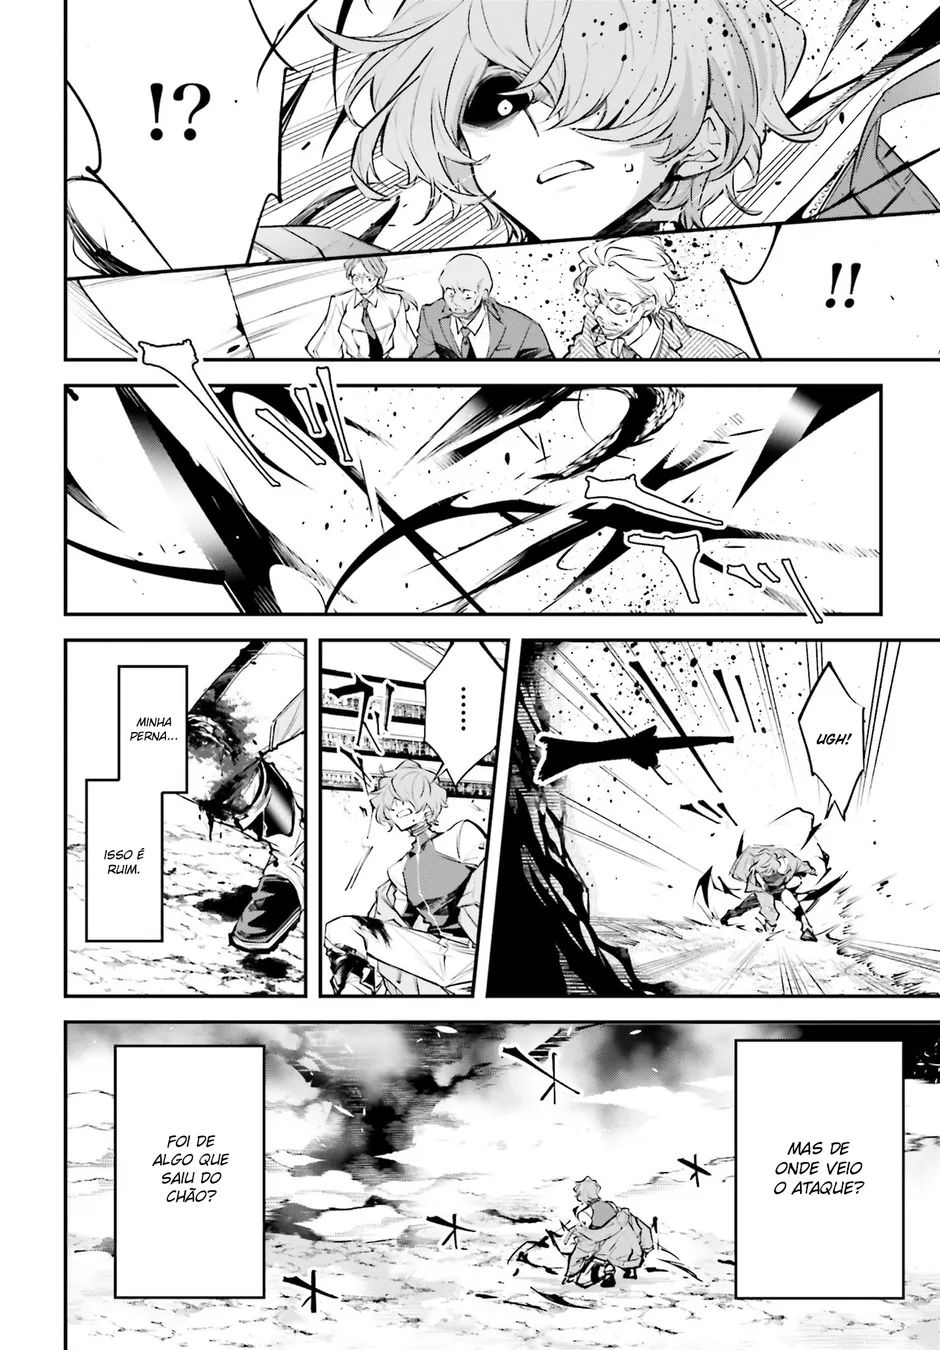 !?
!!
UGH!
......
MINHA
PERNA...
ISSO É
RUIM.
MAS DE
ONDE VEIO
O ATAQUE?
FOI DE
ALGO QUE
SAIU DO
CHÃO?